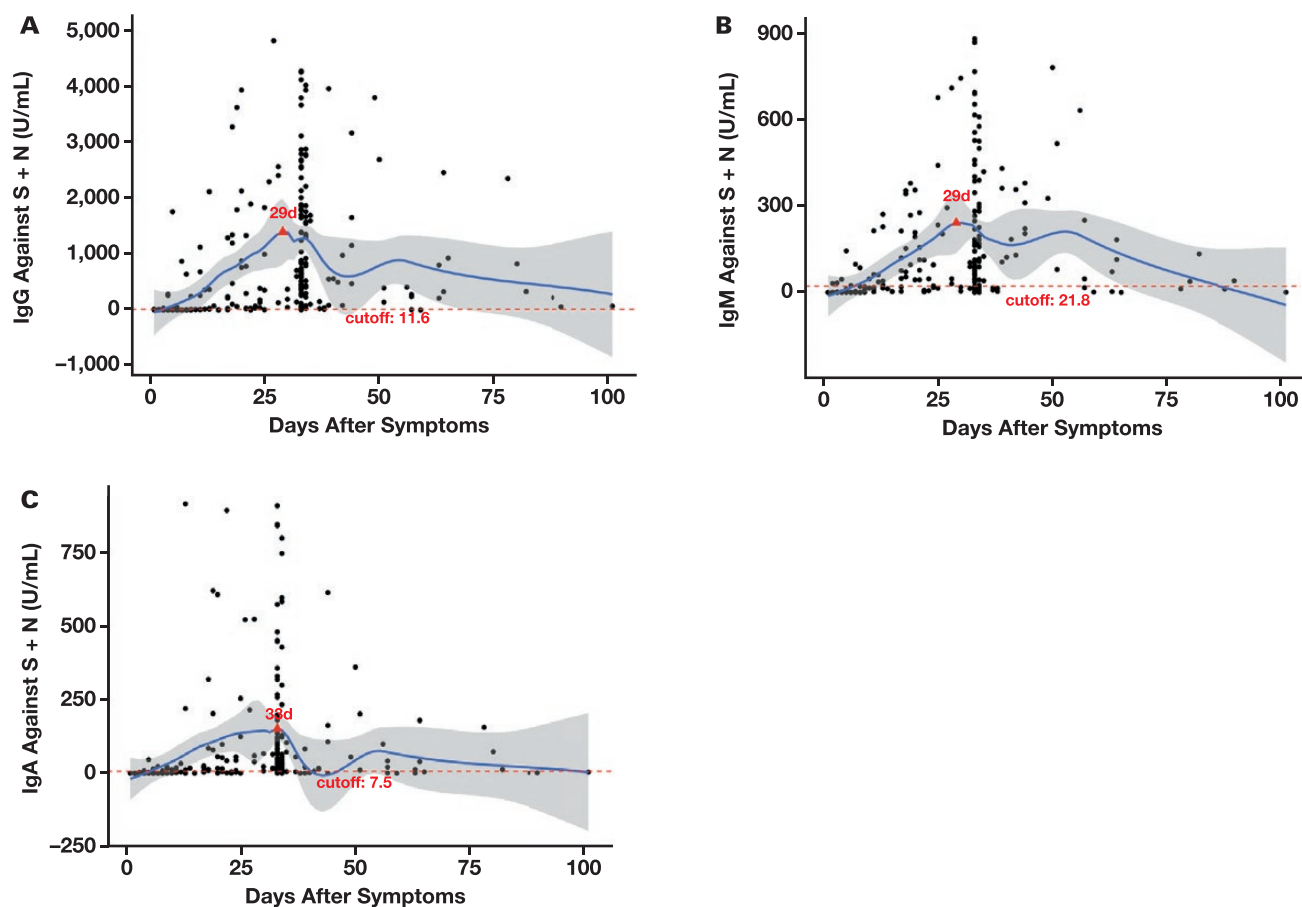 A
IgG Against S + N (U/mL)
5,000
4,000
3,000
2,000
1,000
0
–1,000
29d
cutoff: 11.6
0 25 50 75 100
Days After Symptoms
B
IgM Against S + N (U/mL)
900
600
300
0
29d
cutoff: 21.8
0 25 50 75 100
Days After Symptoms
C
IgA Against S + N (U/mL)
750
500
250
0
-250
33d
cutoff: 7.5
0 25 50 75 100
Days After Symptoms